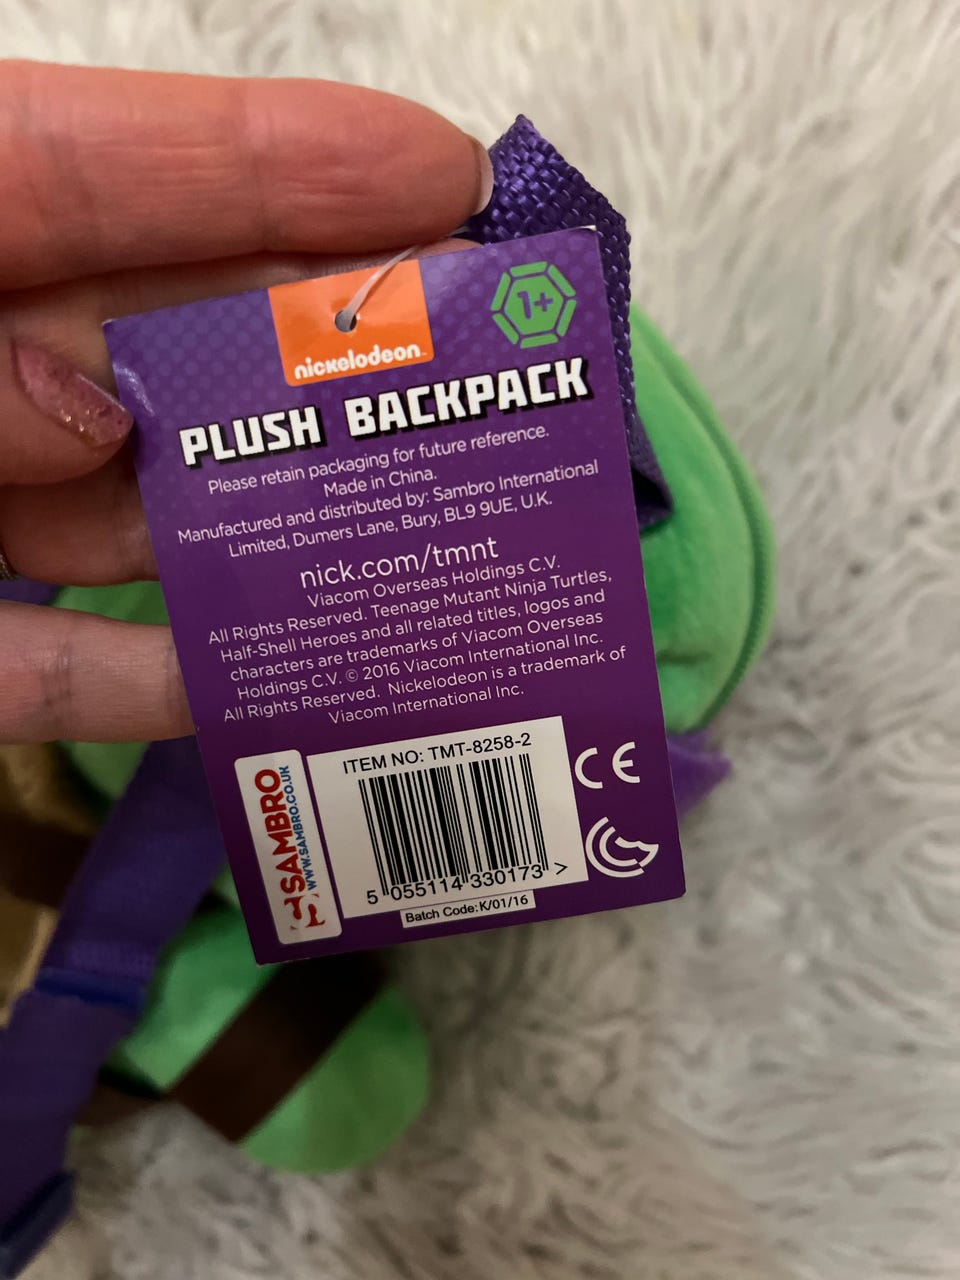 nickelodeon™
1+
PLUSH BACKPACK
Please retain packaging for future reference.
Made in China.
Manufactured and distributed by: Sambro International
Limited, Dumers Lane, Bury, BL9 9UE, U.K.
nick.com/tmnt
Viacom Overseas Holdings C.V.
All Rights Reserved. Teenage Mutant Ninja Turtles,
Half-Shell Heroes and all related titles, logos and
characters are trademarks of Viacom Overseas
Holdings C.V. © 2016 Viacom International Inc.
All Rights Reserved. Nickelodeon is a trademark of
Viacom International Inc.
SAMBRO
WWW.SAMBRO.CO.UK
ITEM NO: TMT-8258-2
5 055114 330173 >
Batch Code: K/01/16
CE